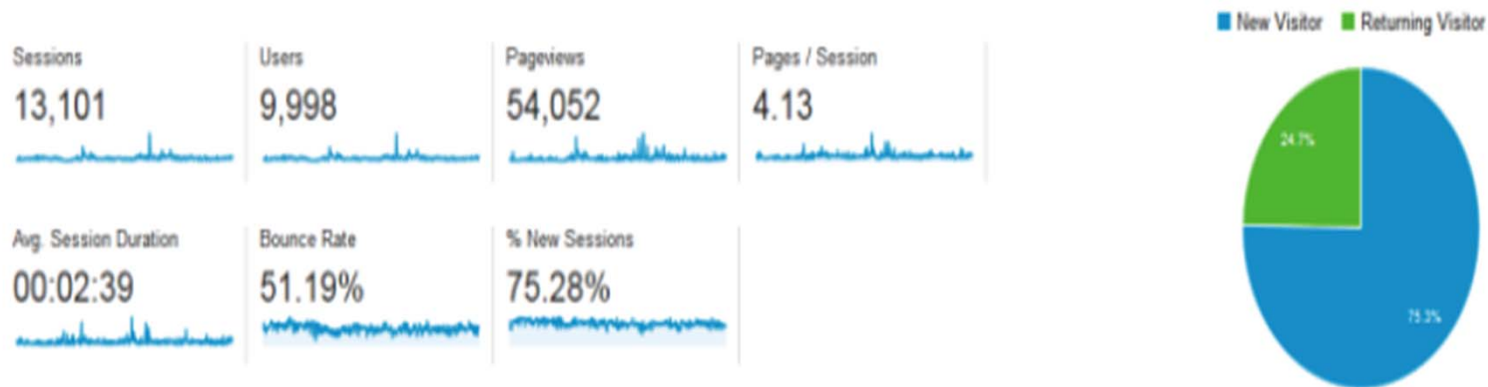 New Visitor Returning Visitor
Sessions
13,101
Users
9,998
Pageviews
54,052
Pages / Session
4.13
Avg. Session Duration
00:02:39
Bounce Rate
51.19%
% New Sessions
75.28%
24.7%
75.3%